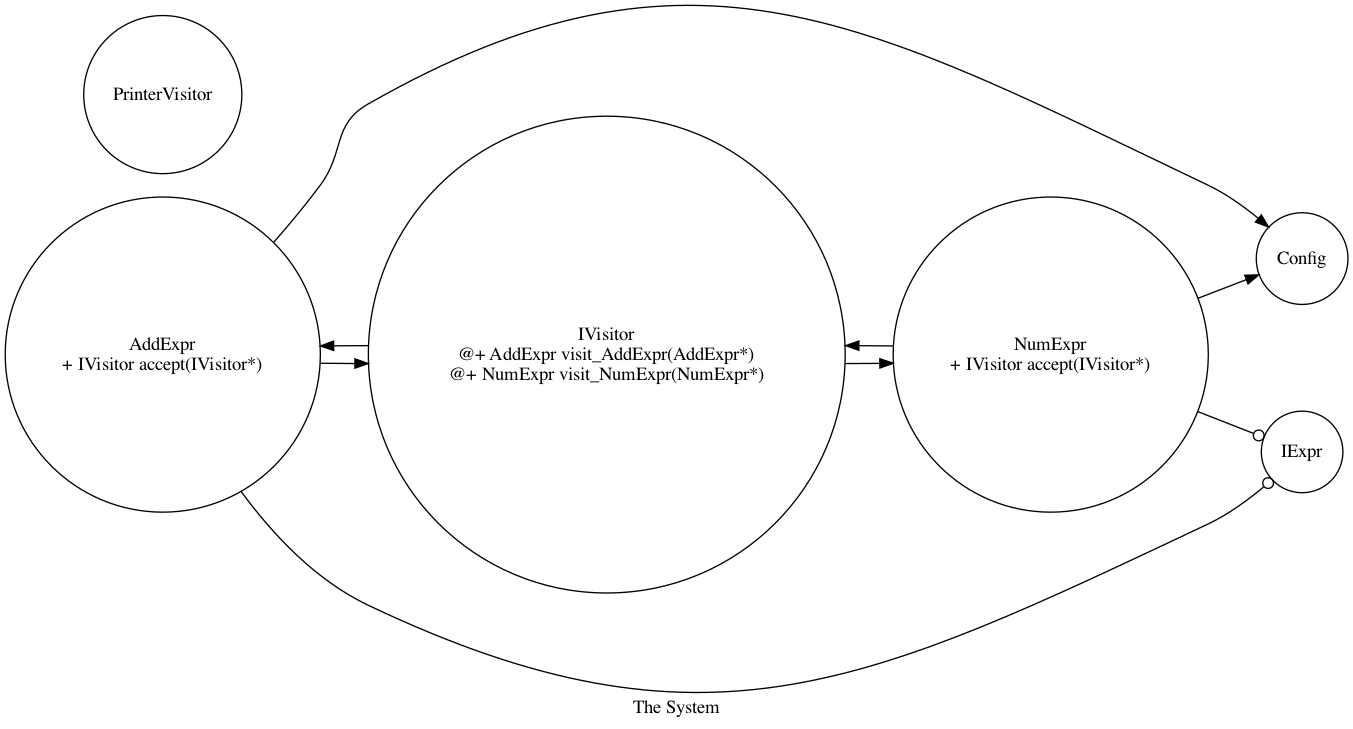 PrinterVisitor
AddExpr
+ IVisitor accept(IVisitor*)
IVisitor
@+ AddExpr visit_AddExpr(AddExpr*)
@+ NumExpr visit_NumExpr(NumExpr*)
NumExpr
+ IVisitor accept(IVisitor*)
Config
IExpr
The System